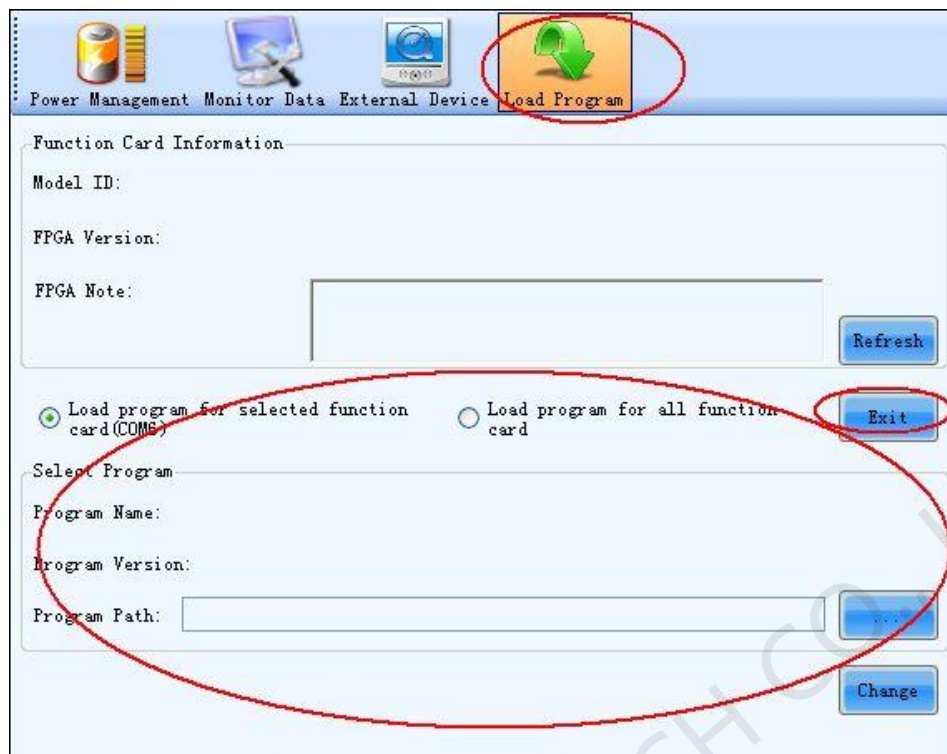 Power Management Monitor Data External Device Load Program
Function Card Information
Model ID:
FPGA Version:
FPGA Note:
Refresh
Load program for selected function
card(COM6)
Load program for all function
card
Exit
Select Program
Program Name:
Program Version:
Program Path:
...
Change
CH CO.,